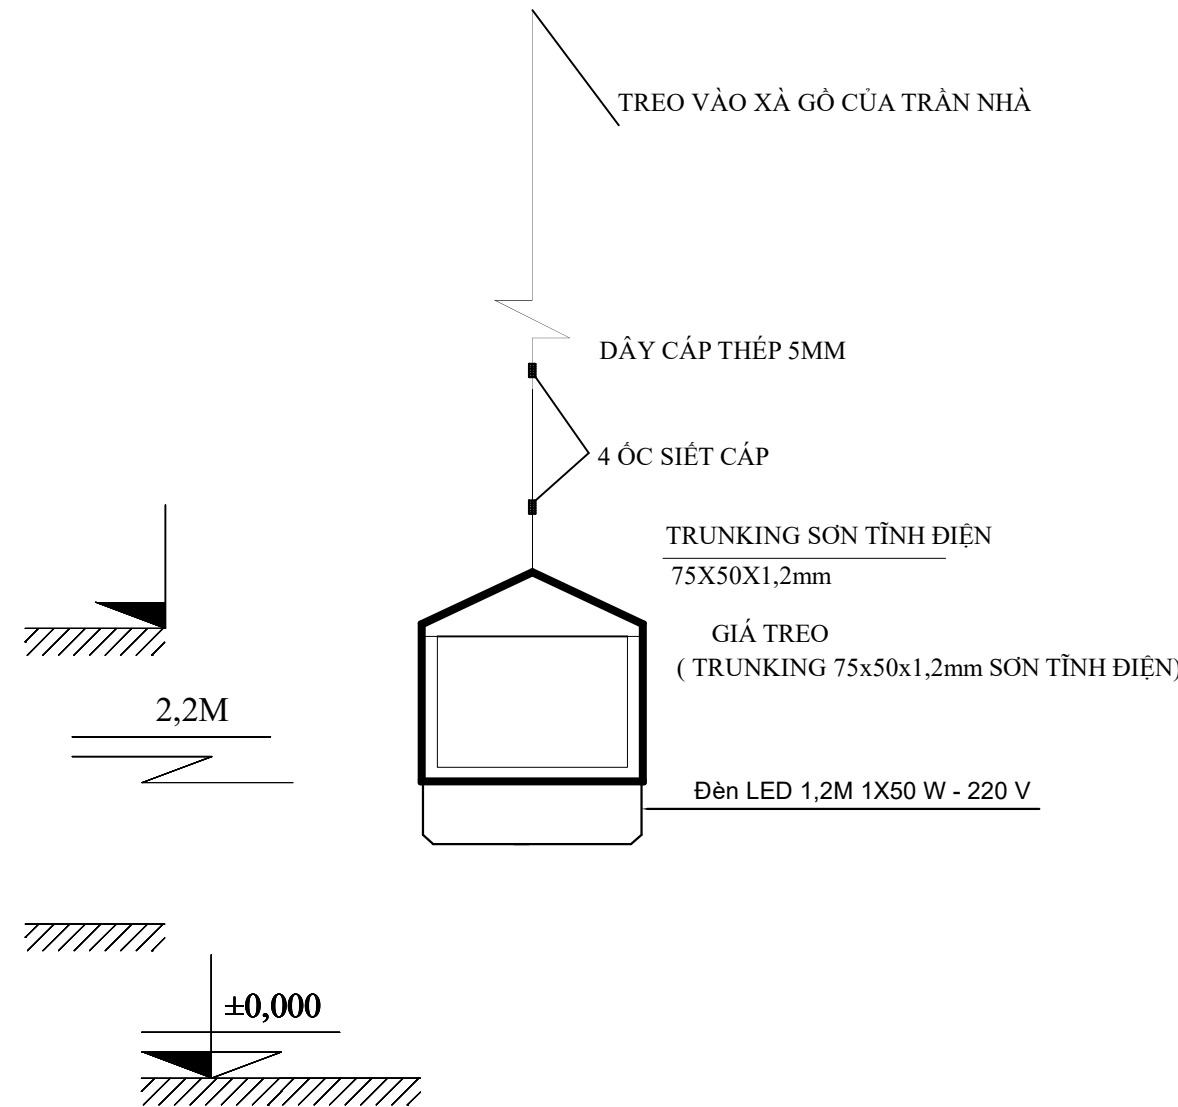 TREO VÀO XÀ GỒ CỦA TRẦN NHÀ
DÂY CÁP THÉP 5MM
4 ỐC SIẾT CÁP
TRUNKING SƠN TĨNH ĐIỆN
75X50X1,2mm
GIÁ TREO
( TRUNKING 75x50x1,2mm SƠN TĨNH ĐIỆN)
2,2M
Đèn LED 1,2M 1X50 W - 220 V
±0,000